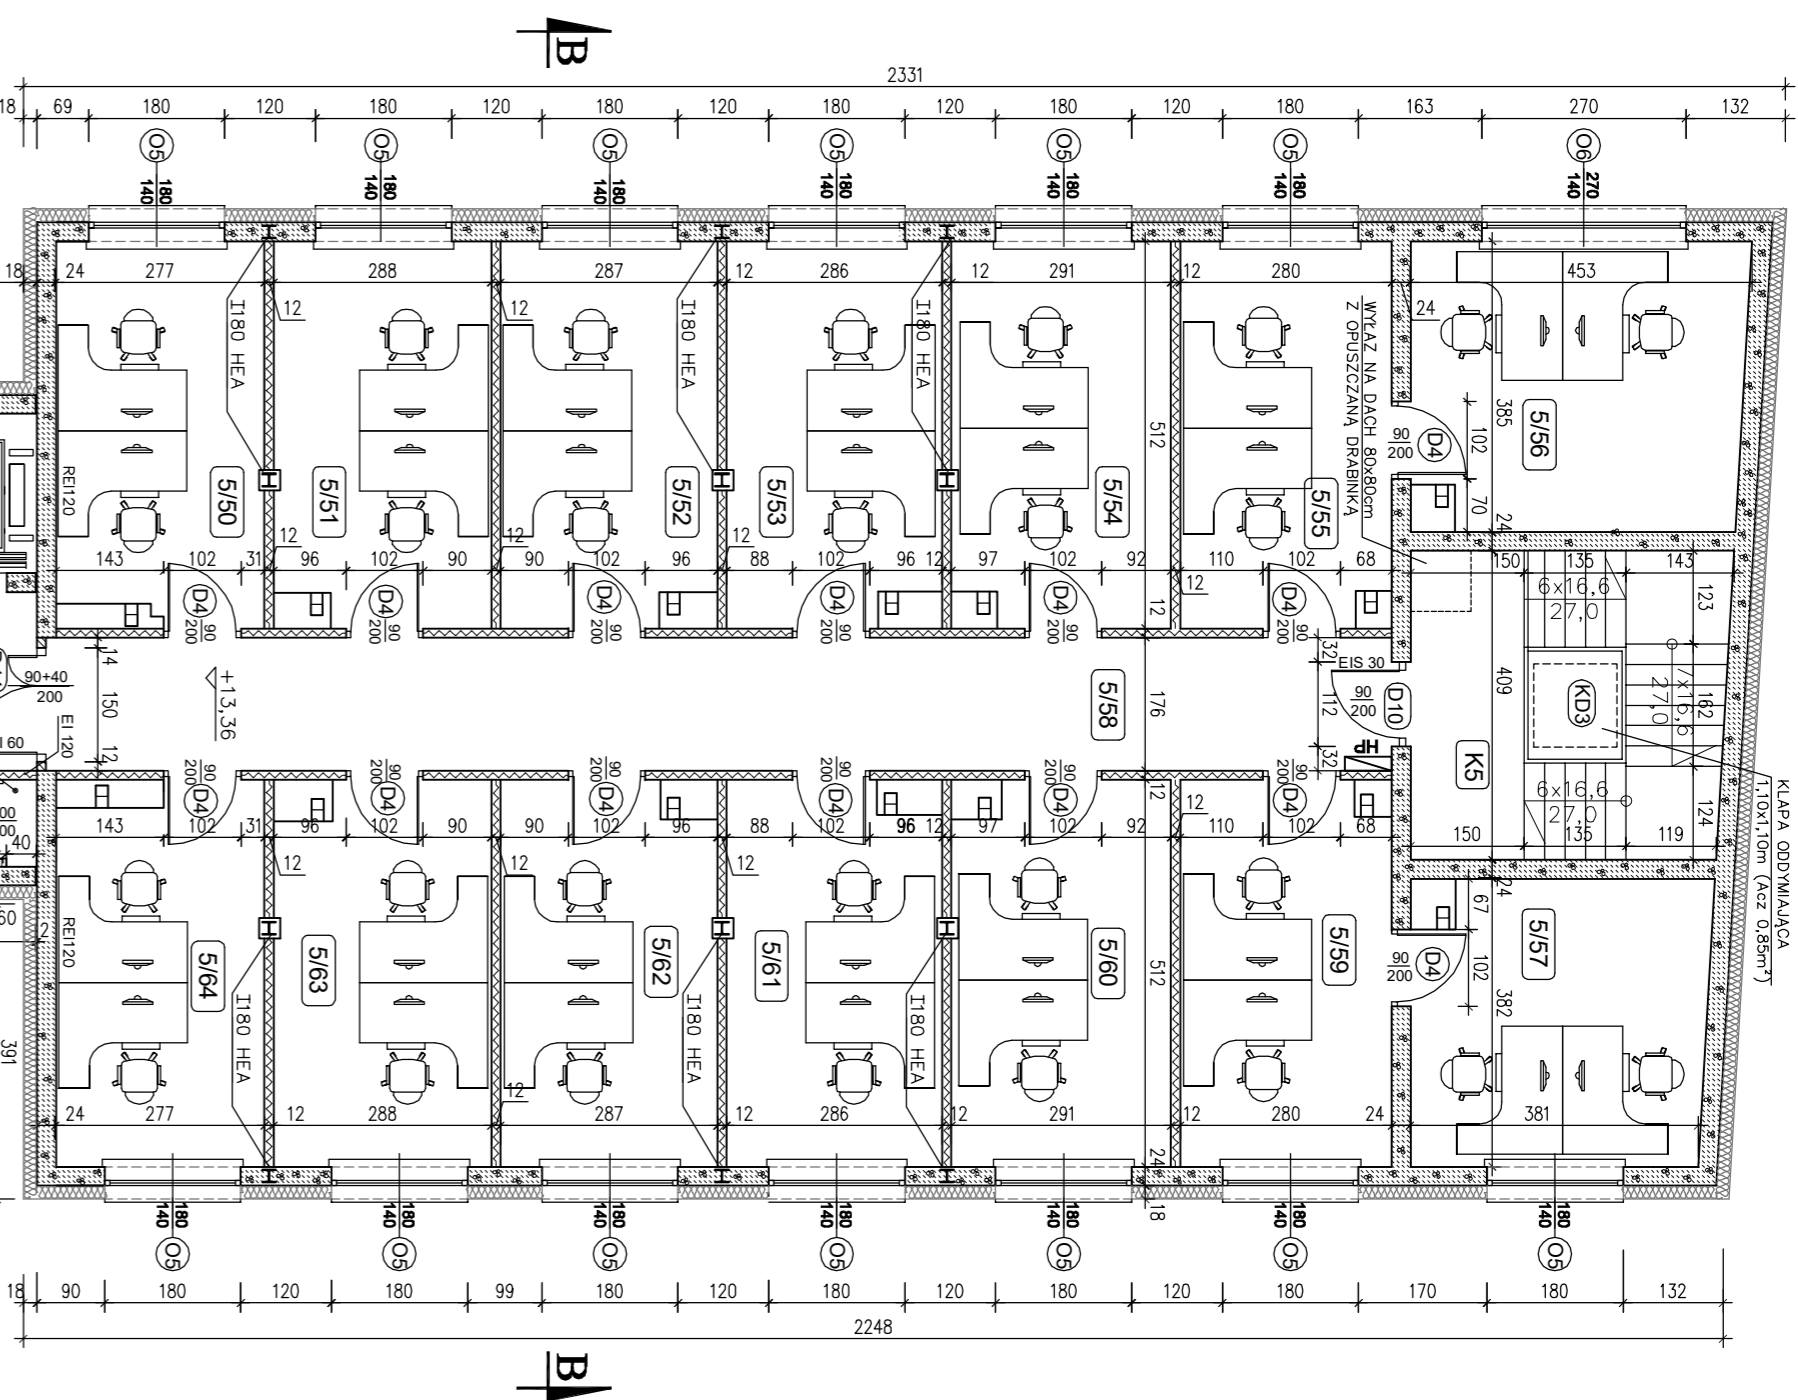 B
2331
18 69 180 120 180 120 180 120 180 120 180 120 180 163 270 132
O5 O5 O5 O5 O5 O5 O6
180 180 180 180 180 180 270
140 140 140 140 140 140 140
18 24 277 288 287 12 286 12 291 12 280 453
12 12 24
I180 HEA
I180 HEA
I180 HEA
WYŁAZ NA DACH 80x80cm
Z OPUSZCZANĄ DRABINKĄ
512
385
5/56
D4
90
200
102
70
24
REI120
5/50
5/51
5/52
5/53
5/54
5/55
12 12 12
143 102 31 96 102 90 90 102 96 88 102 96 12 97 102 92 110 102 68
12
150 135 143
6x16,6
27,0
123
D4 D4 D4 D4 D4 D4
90 90 90 90 90 90
200 200 200 200 200 200
12
14
90+40
200
150
EI 120
12
+13,36
5/58
176
32
EIS 30
90
200
112
D10
HP
32
K5
409
KD3
7x16,6
27,0
162
6x16,6
27,0
124
KLAPA ODDYMIAJĄCA
1,10x1,10m (Acz 0,85m²)
90 90 90 90 90 90
200 200 200 200 200 200
D4 D4 D4 D4 D4 D4
12
12
143 102 31 96 102 90 90 102 96 88 102 96 12 97 102 92 110 102 68
150 135 119
40
12 12 12
24
67
102
382
5/57
D4
90
200
60
2
REI120
5/64
5/63
5/62
5/61
5/60
5/59
I180 HEA
I180 HEA
I180 HEA
512
391
12
24 277 12 288 287 12 286 12 291 12 280 24 381
24
18
180 180 180 180 180 180 180
140 140 140 140 140 140 140
O5 O5 O5 O5 O5 O5 O5
18 90 180 120 180 99 180 120 180 120 180 120 180 170 180 132
2248
B